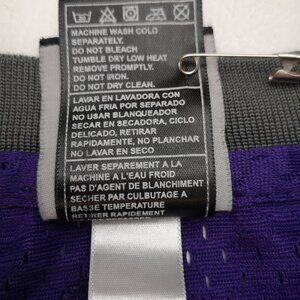 MACHINE WASH COLD
SEPARATELY.
DO NOT BLEACH
TUMBLE DRY LOW HEAT
REMOVE PROMPTLY.
DO NOT IRON.
DO NOT DRY CLEAN.
LAVAR EN LAVADORA CON
AGUA FRIA POR SEPARADO
NO USAR BLANQUEADOR
SECAR EN SECADORA, CICLO
DELICADO, RETIRAR
RAPIDAMENTE, NO PLANCHAR
NO LAVAR EN SECO
LAVER SEPAREMENT A LA
MACHINE A L'EAU FROID
PAS D'AGENT DE BLANCHIMENT
SECHER PAR CULBUTAGE A
BASSE TEMPERATURE
RETIRER RAPIDEMENT